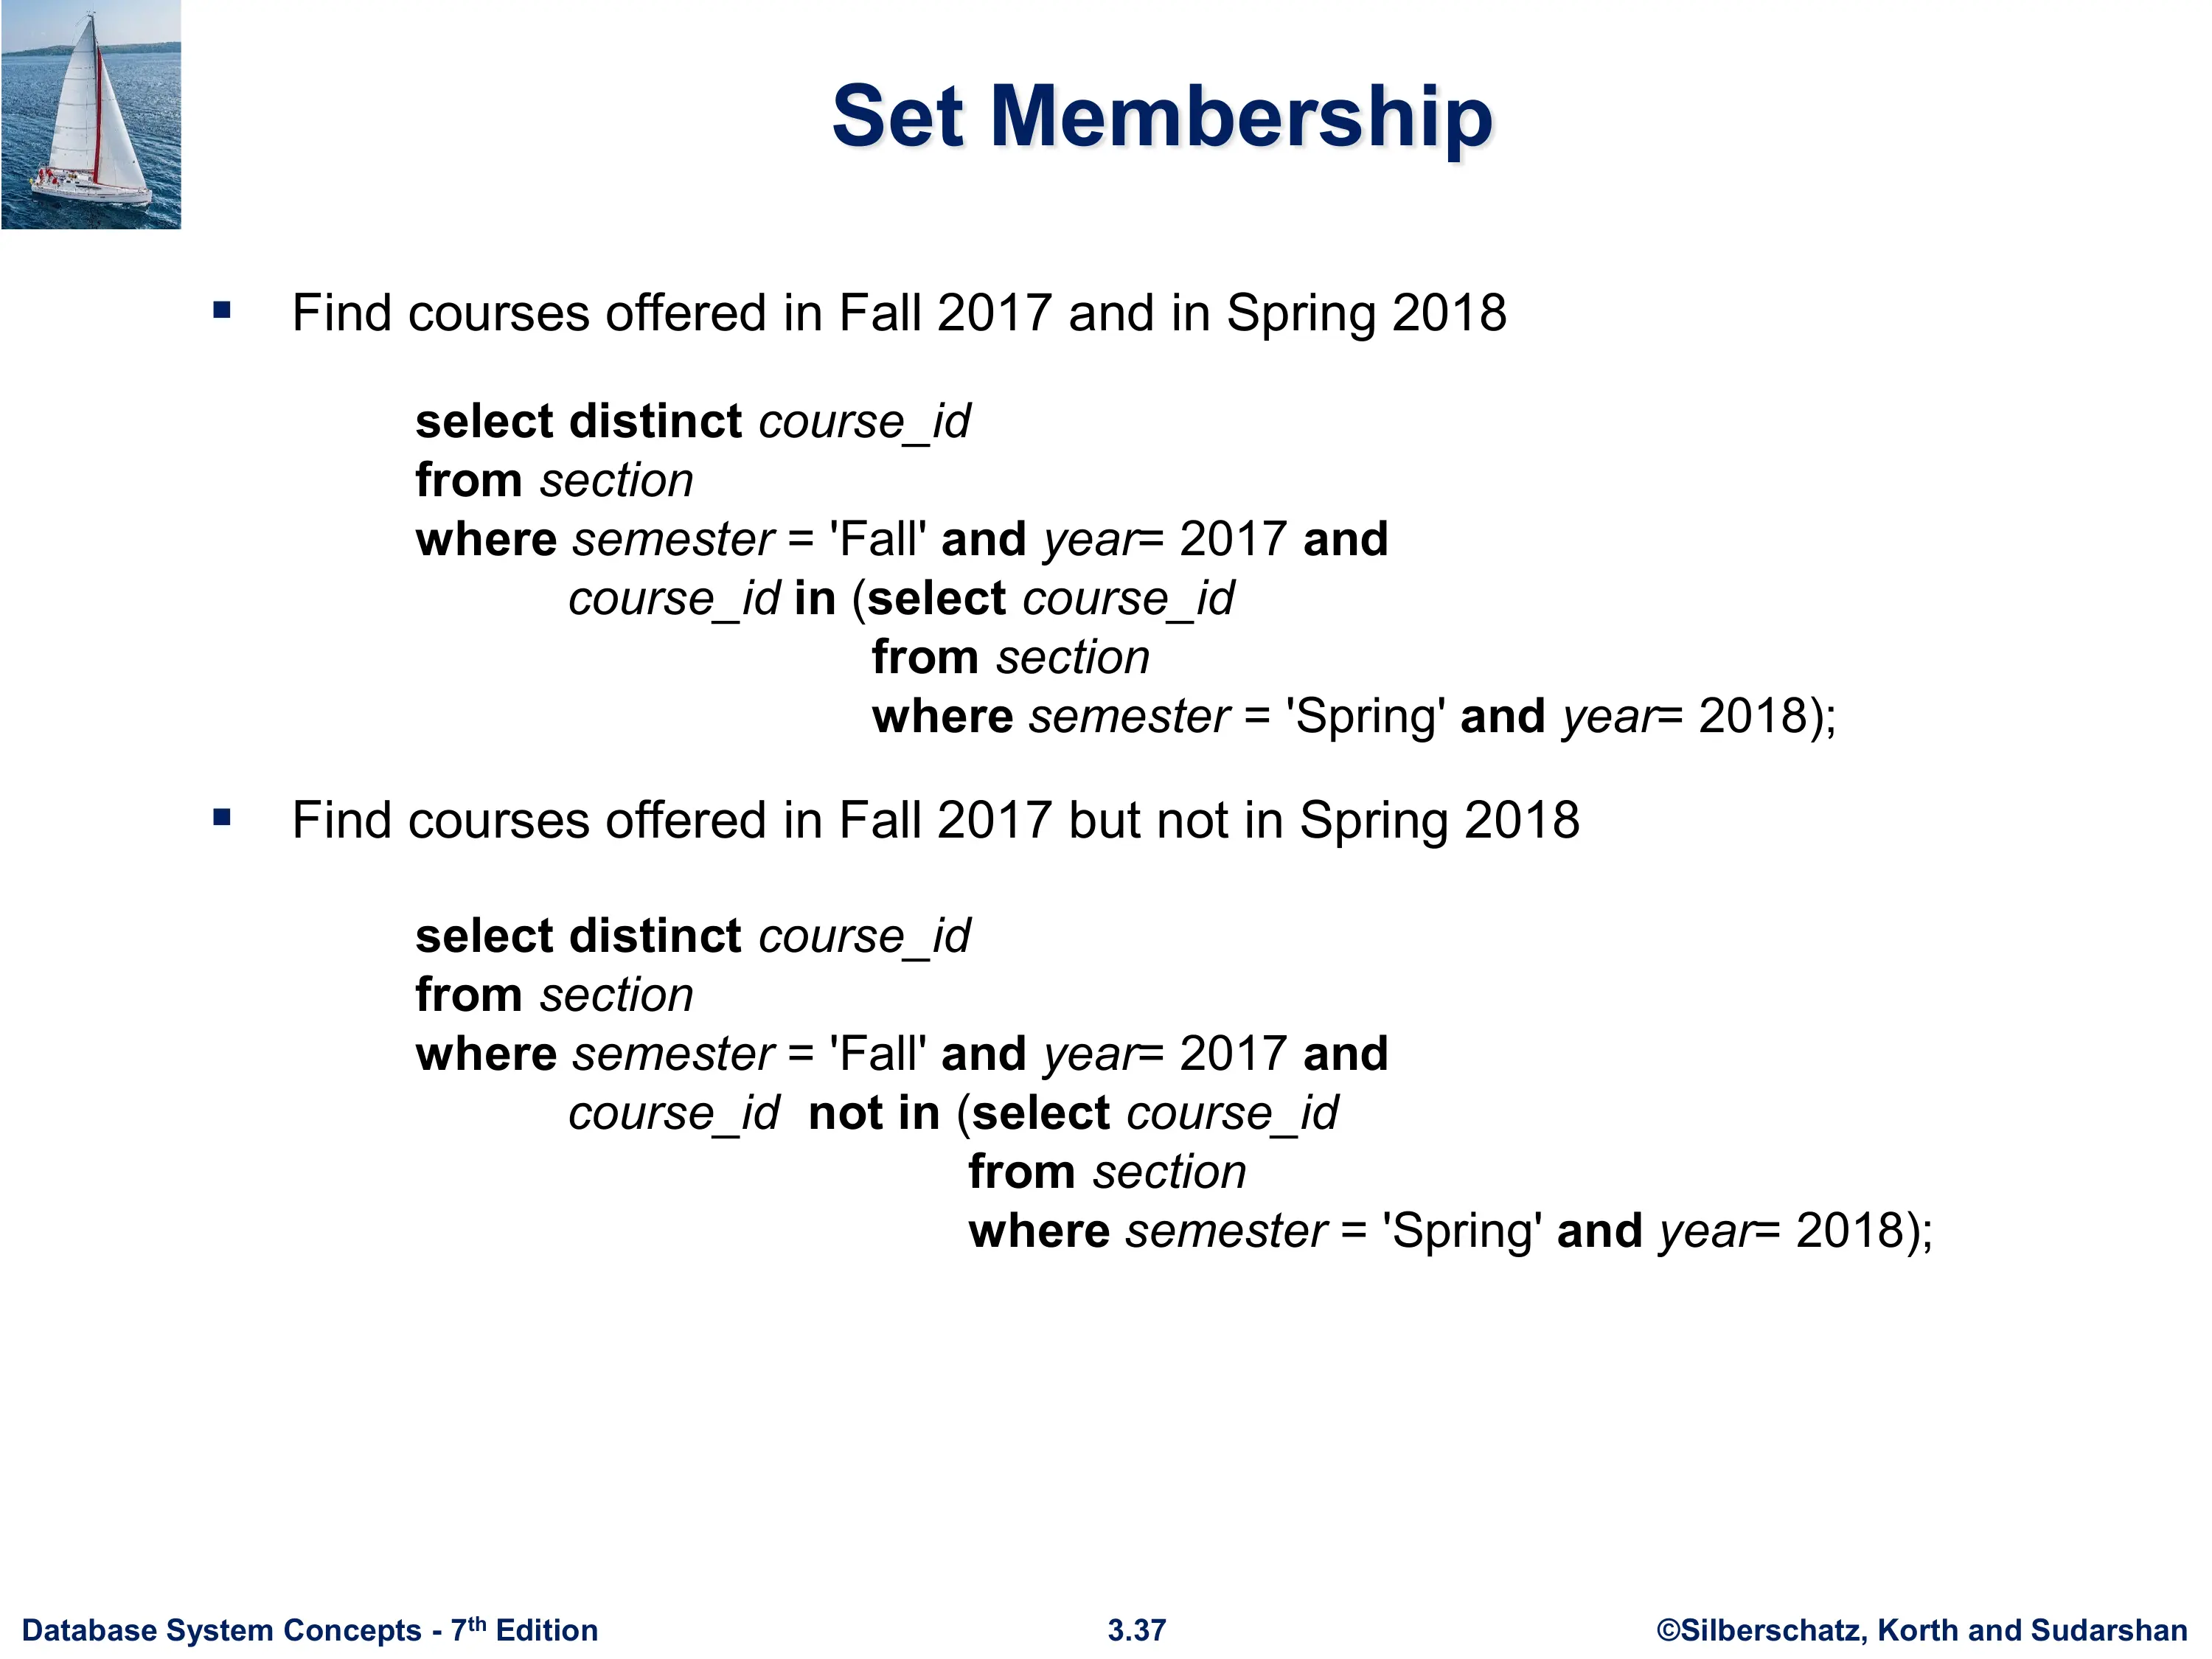 Set Membership
▪ Find courses offered in Fall 2017 and in Spring 2018
select distinct course_id
from section
where semester = 'Fall' and year= 2017 and
course_id in (select course_id
from section
where semester = 'Spring' and year= 2018);
▪ Find courses offered in Fall 2017 but not in Spring 2018
select distinct course_id
from section
where semester = 'Fall' and year= 2017 and
course_id not in (select course_id
from section
where semester = 'Spring' and year= 2018);
Database System Concepts - 7th Edition 3.37 ©Silberschatz, Korth and Sudarshan